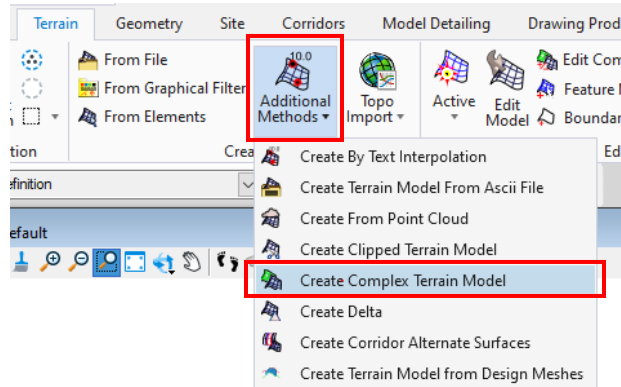 Terrain Geometry Site Corridors Model Detailing Drawing Prod
From File
From Graphical Filter
From Elements
10.0
Additional Methods
Topo Import
Active
Edit Model
Edit Com
Feature
Boundar
tion Crea Ed
efinition
efault
Create By Text Interpolation
Create Terrain Model From Ascii File
Create From Point Cloud
Create Clipped Terrain Model
Create Complex Terrain Model
Create Delta
Create Corridor Alternate Surfaces
Create Terrain Model from Design Meshes